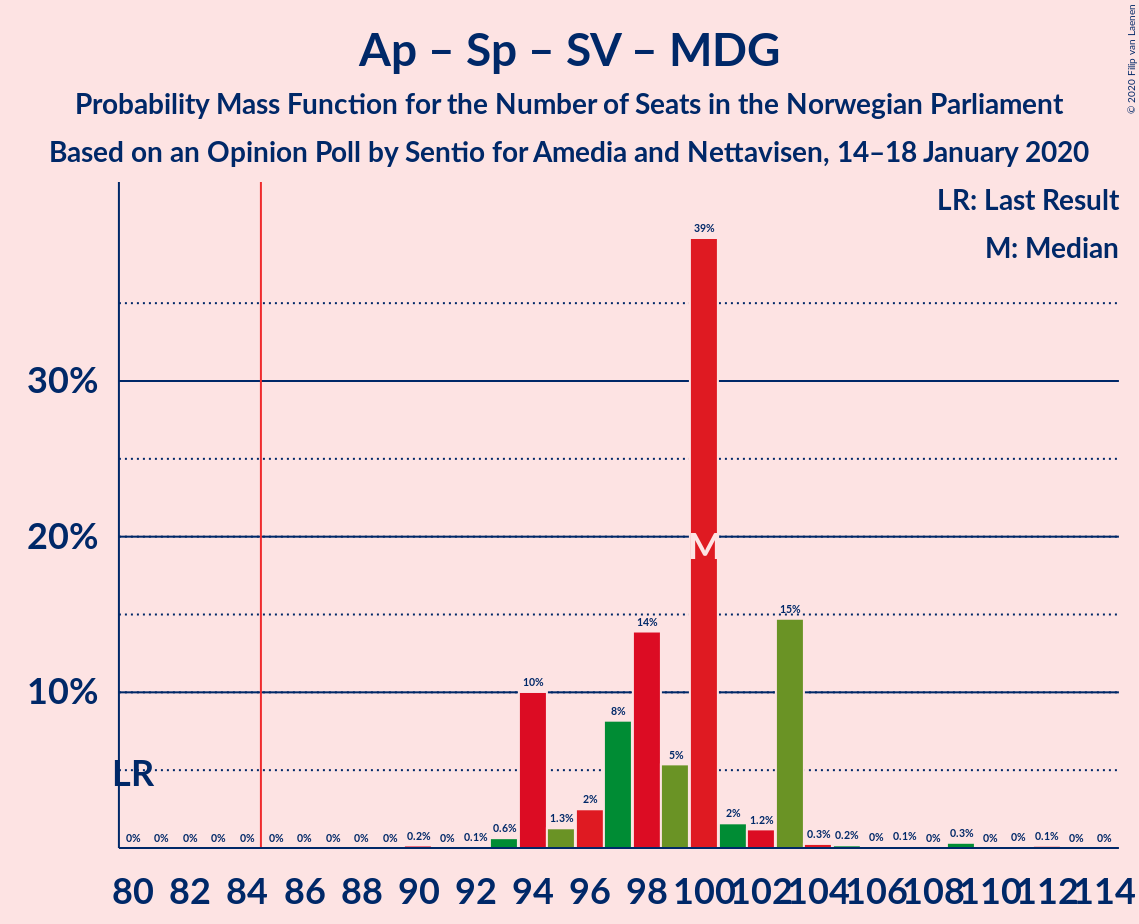 Ap – Sp – SV – MDG
Probability Mass Function for the Number of Seats in the Norwegian Parliament
Based on an Opinion Poll by Sentio for Amedia and Nettavisen, 14–18 January 2020
© 2020 Filip van Laenen
LR: Last Result
M: Median
30%
20%
10%
LR
M
0% 0% 0% 0% 0% 0% 0% 0% 0% 0% 0.2% 0% 0.1% 0.6% 10% 1.3% 2% 8% 14% 5% 39% 2% 1.2% 15% 0.3% 0.2% 0% 0.1% 0% 0.3% 0% 0% 0.1% 0% 0%
80 82 84 86 88 90 92 94 96 98 100 102 104 106 108 110 112 114